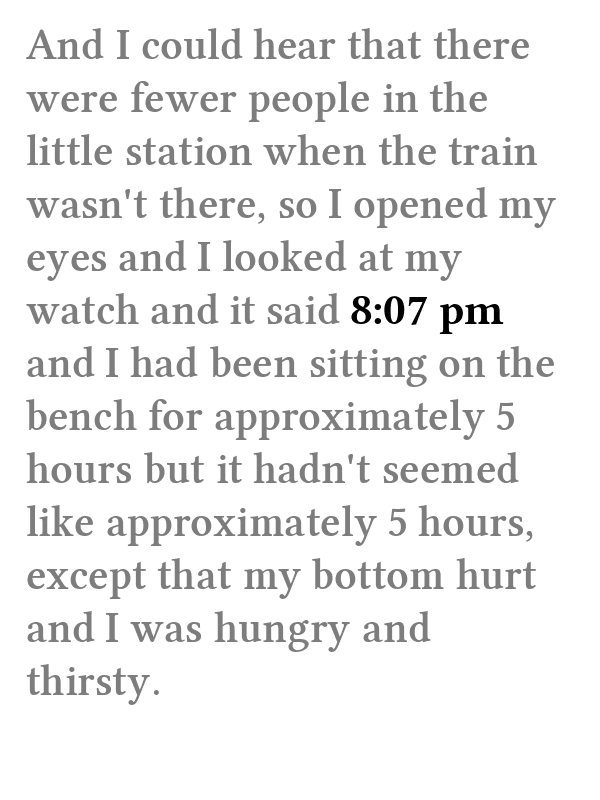 And I could hear that there
were fewer people in the
little station when the train
wasn't there, so I opened my
eyes and I looked at my
watch and it said 8:07 pm
and I had been sitting on the
bench for approximately 5
hours but it hadn't seemed
like approximately 5 hours,
except that my bottom hurt
and I was hungry and
thirsty.